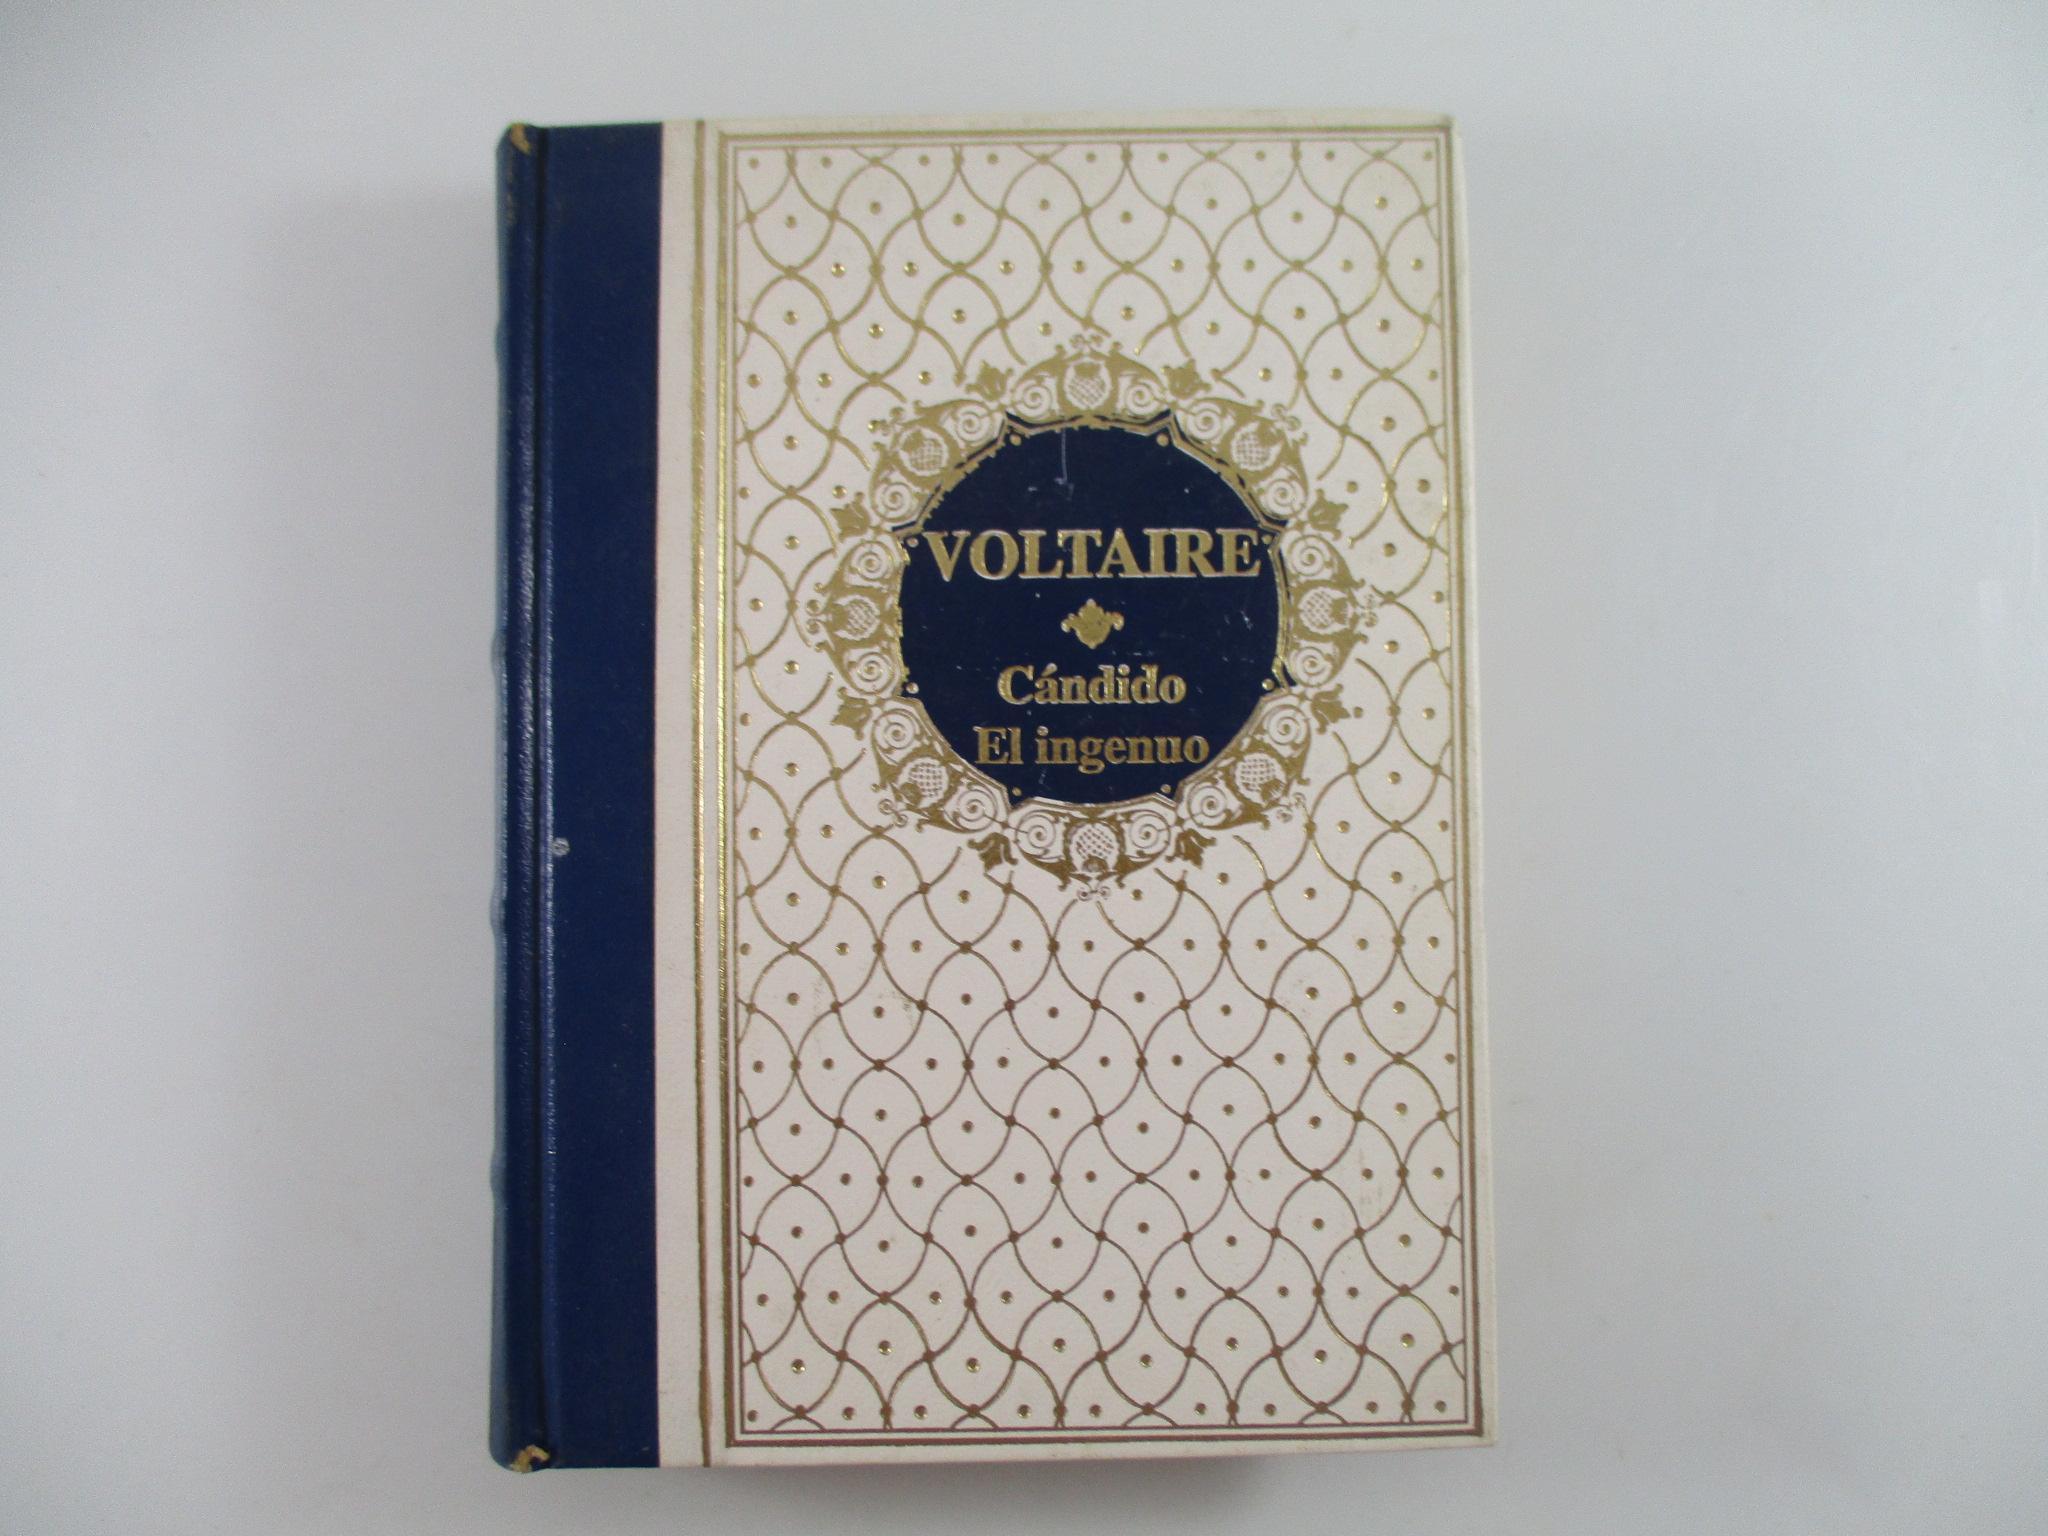 VOLTAIRE
Cándido
El ingenuo